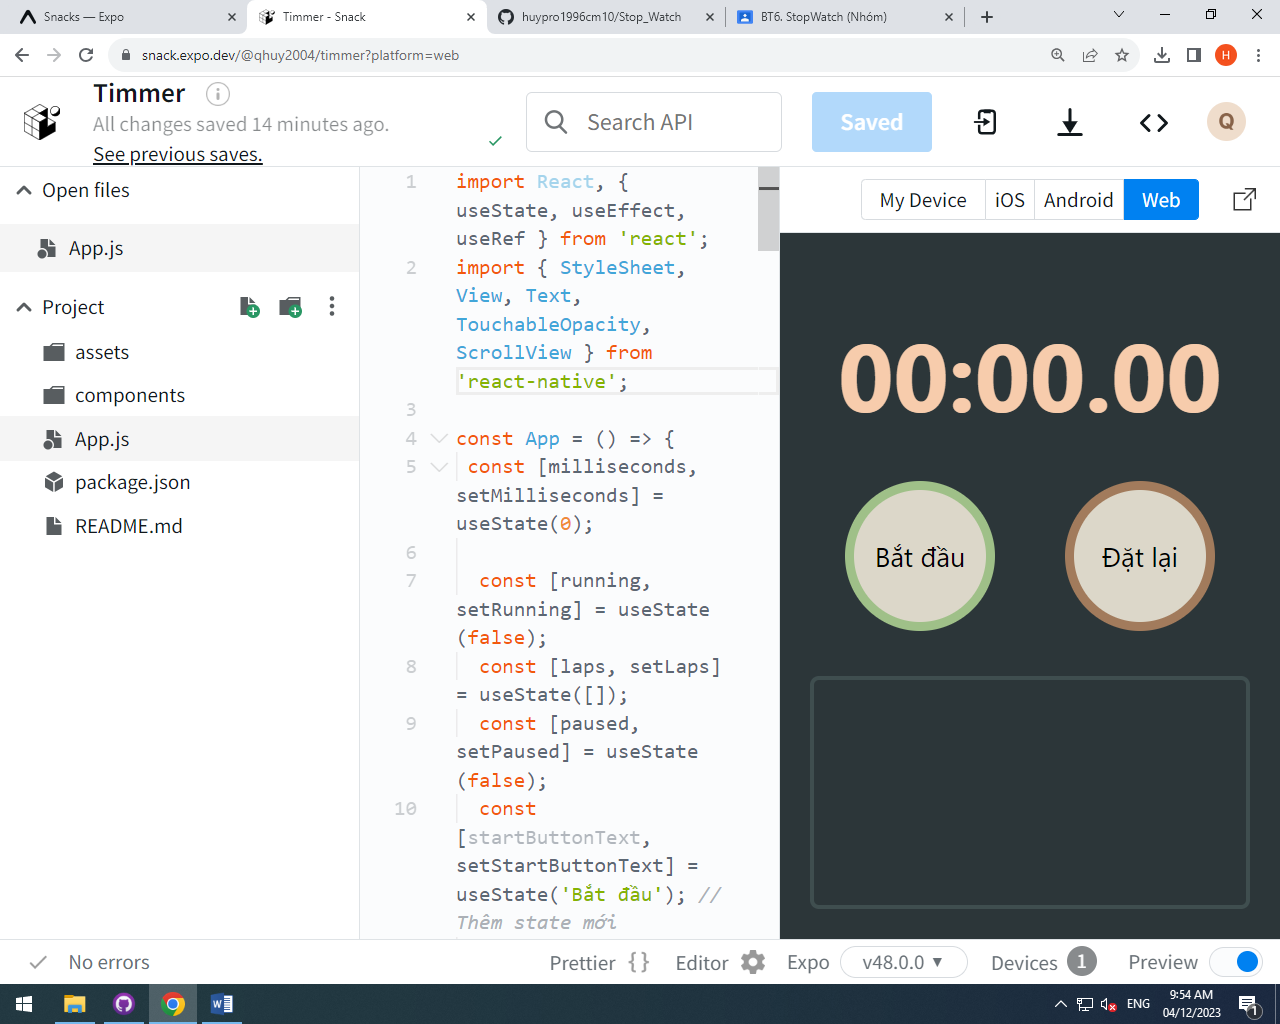 Snacks — Expo
Timmer - Snack
huypro1996cm10/Stop_Watch
BT6. StopWatch (Nhóm)
snack.expo.dev/@qhuy2004/timmer?platform=web
H
Timmer
All changes saved 14 minutes ago.
See previous saves.
Search API
Saved
Q
Open files
App.js
Project
assets
components
App.js
package.json
README.md
1 import React, {
useState, useEffect,
useRef } from 'react';
2 import { StyleSheet,
View, Text,
TouchableOpacity,
ScrollView } from
'react-native';
3
4 const App = () => {
5 const [milliseconds,
setMilliseconds] =
useState(0);
6
7 const [running,
setRunning] = useState
(false);
8 const [laps, setLaps]
= useState([]);
9 const [paused,
setPaused] = useState
(false);
10 const
[startButtonText,
setStartButtonText] =
useState('Bắt đầu'); //
Thêm state mới
My Device
iOS
Android
Web
00:00.00
Bắt đầu
Đặt lại
No errors
Prettier {}
Editor
Expo
v48.0.0
Devices 1
Preview
ENG
9:54 AM
04/12/2023
1